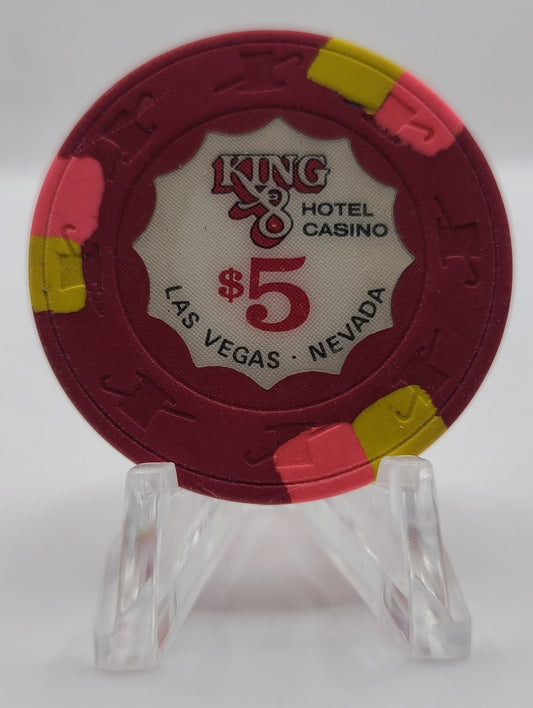 KING
8
HOTEL
CASINO
$5
LAS VEGAS · NEVADA